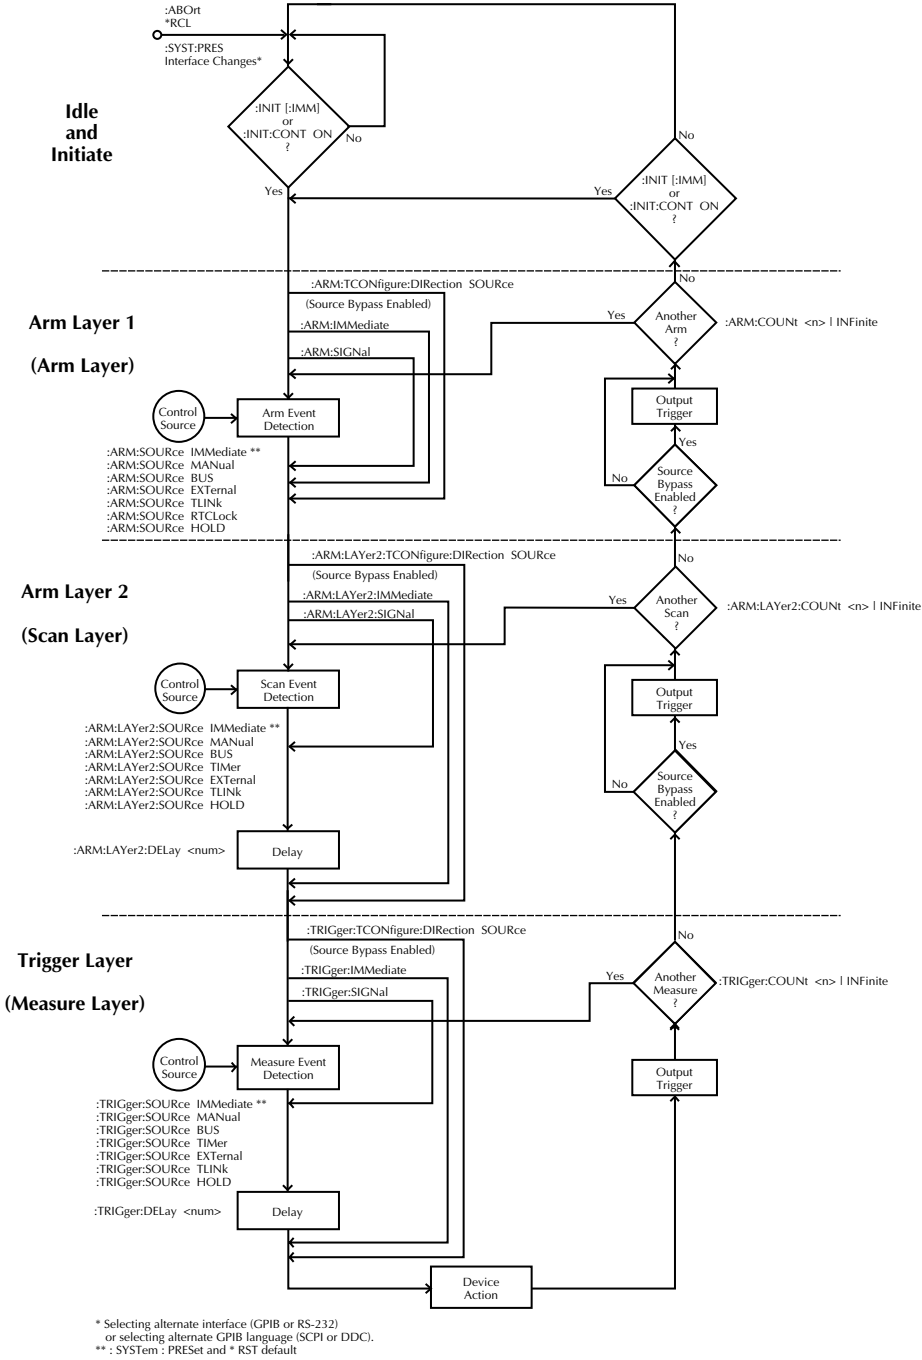 :ABOrt
*RCL
:SYST:PRES
Interface Changes*
Idle
and
Initiate
:INIT [:IMM]
or
:INIT:CONT ON
?
No
Yes
No
:INIT [:IMM]
or
:INIT:CONT ON
?
Yes
Arm Layer 1
(Arm Layer)
:ARM:TCONfigure:DIRection SOURce
(Source Bypass Enabled)
:ARM:IMMediate
:ARM:SIGNal
No
Another
Arm
?
Yes
:ARM:COUNt <n> | INFinite
Control
Source
Arm Event
Detection
Output
Trigger
Yes
Source
Bypass
Enabled
?
No
:ARM:SOURce IMMediate **
:ARM:SOURce MANual
:ARM:SOURce BUS
:ARM:SOURce EXTernal
:ARM:SOURce TLINk
:ARM:SOURce RTCLock
:ARM:SOURce HOLD
Arm Layer 2
(Scan Layer)
:ARM:LAYer2:TCONfigure:DIRection SOURce
(Source Bypass Enabled)
:ARM:LAYer2:IMMediate
:ARM:LAYer2:SIGNal
No
Another
Scan
?
Yes
:ARM:LAYer2:COUNt <n> | INFinite
Control
Source
Scan Event
Detection
Output
Trigger
Yes
Source
Bypass
Enabled
?
No
:ARM:LAYer2:SOURce IMMediate **
:ARM:LAYer2:SOURce MANual
:ARM:LAYer2:SOURce BUS
:ARM:LAYer2:SOURce TIMer
:ARM:LAYer2:SOURce EXTernal
:ARM:LAYer2:SOURce TLINk
:ARM:LAYer2:SOURce HOLD
:ARM:LAYer2:DELay <num>
Delay
Trigger Layer
(Measure Layer)
:TRIGger:TCONfigure:DIRection SOURce
(Source Bypass Enabled)
:TRIGger:IMMediate
:TRIGger:SIGNal
No
Another
Measure
?
Yes
:TRIGger:COUNt <n> | INFinite
Control
Source
Measure Event
Detection
Output
Trigger
:TRIGger:SOURce IMMediate **
:TRIGger:SOURce MANual
:TRIGger:SOURce BUS
:TRIGger:SOURce TIMer
:TRIGger:SOURce EXTernal
:TRIGger:SOURce TLINk
:TRIGger:SOURce HOLD
:TRIGger:DELay <num>
Delay
Device
Action
* Selecting alternate interface (GPIB or RS-232)
or selecting alternate GPIB language (SCPI or DDC).
** : SYSTem : PRESet and * RST default